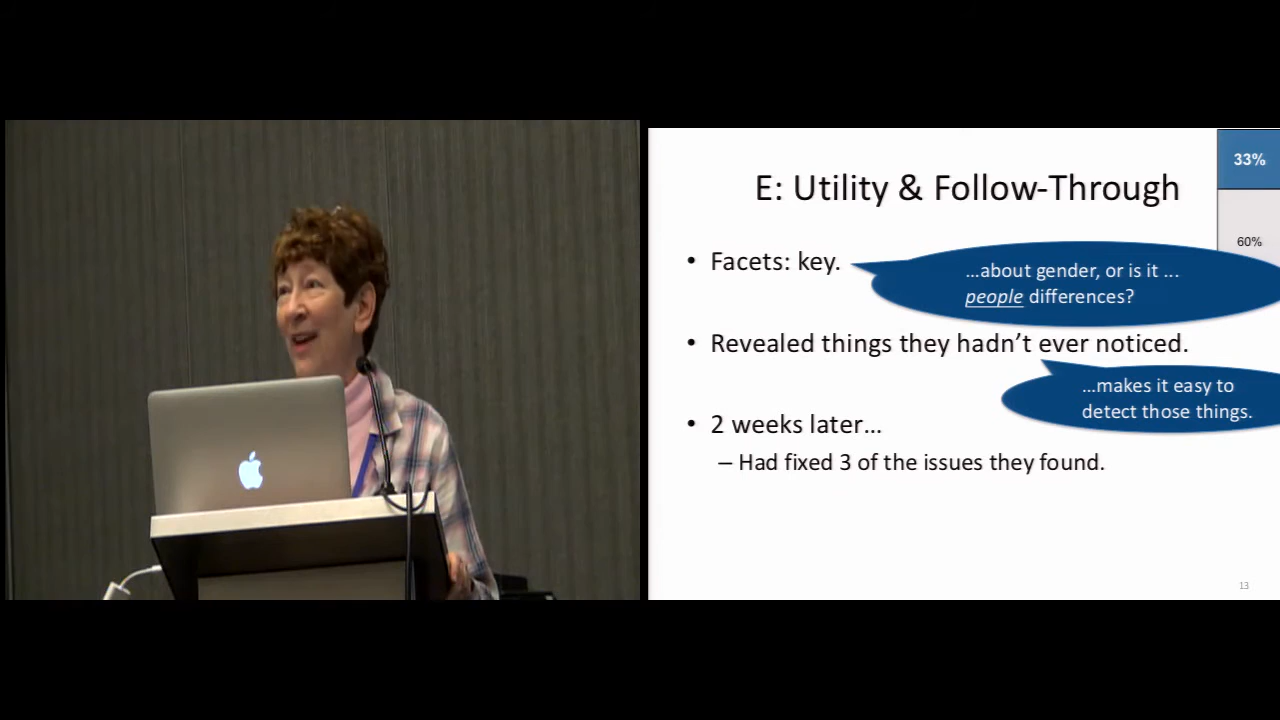 E: Utility & Follow-Through
33%
60%
• Facets: key.
…about gender, or is it ...
people differences?
• Revealed things they hadn't ever noticed.
…makes it easy to
detect those things.
• 2 weeks later…
– Had fixed 3 of the issues they found.
13